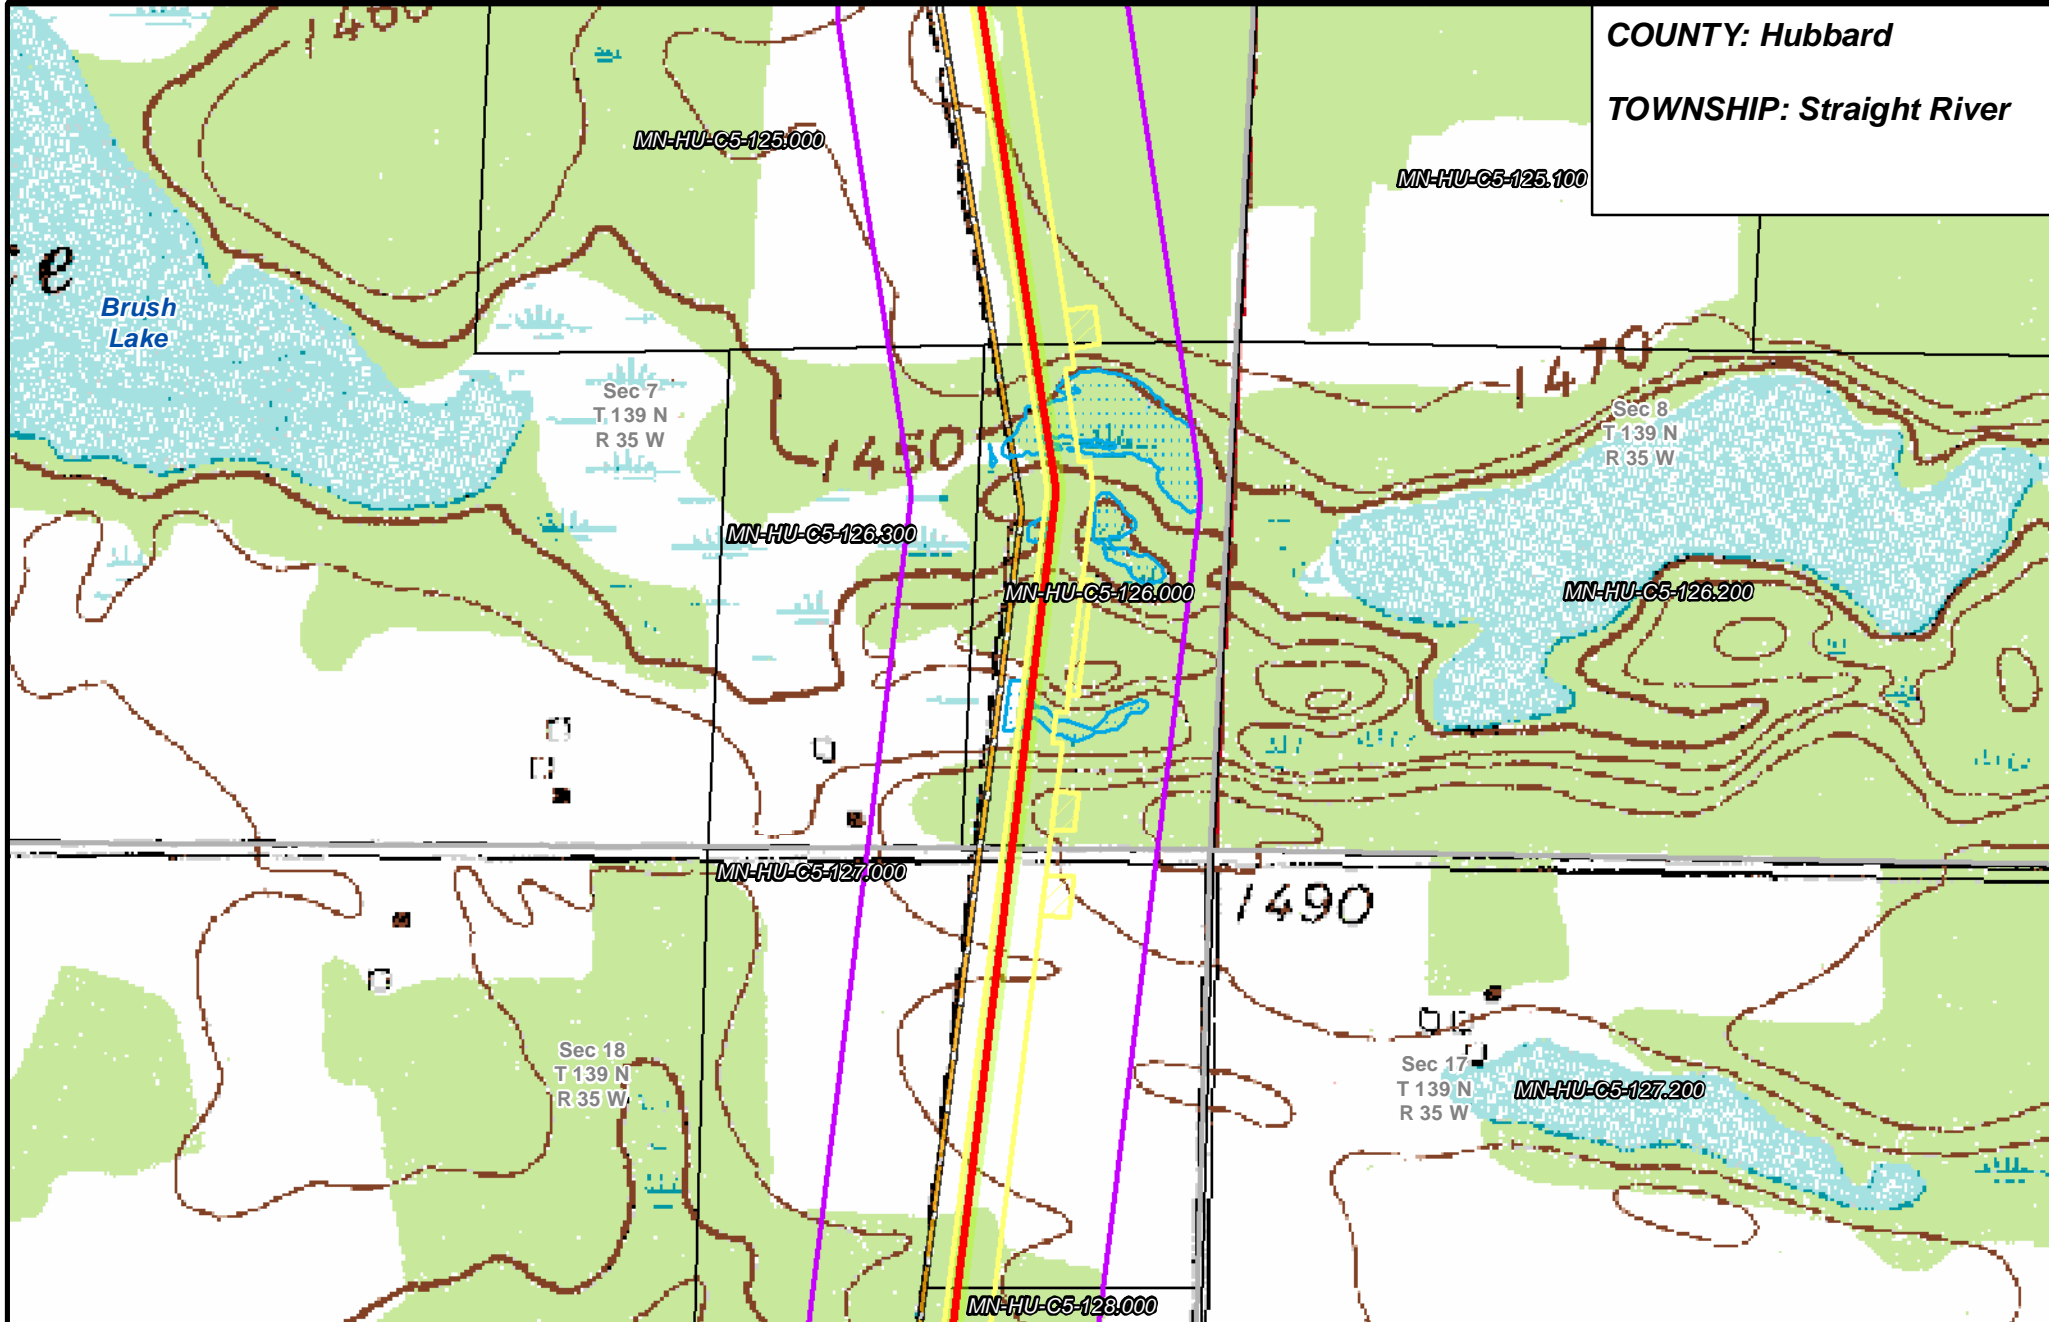 COUNTY: Hubbard
TOWNSHIP: Straight River
1460
MN-HU-C5-125.000
MN-HU-C5-125.100
e
Brush
Lake
1470
Sec 7
T 139 N
R 35 W
Sec 8
T 139 N
R 35 W
1450
MN-HU-C5-126.300
MN-HU-C5-126.000
MN-HU-C5-126.200
MN-HU-C5-127.000
1490
Sec 18
T 139 N
R 35 W
Sec 17
T 139 N
R 35 W
MN-HU-C5-127.200
MN-HU-C5-128.000